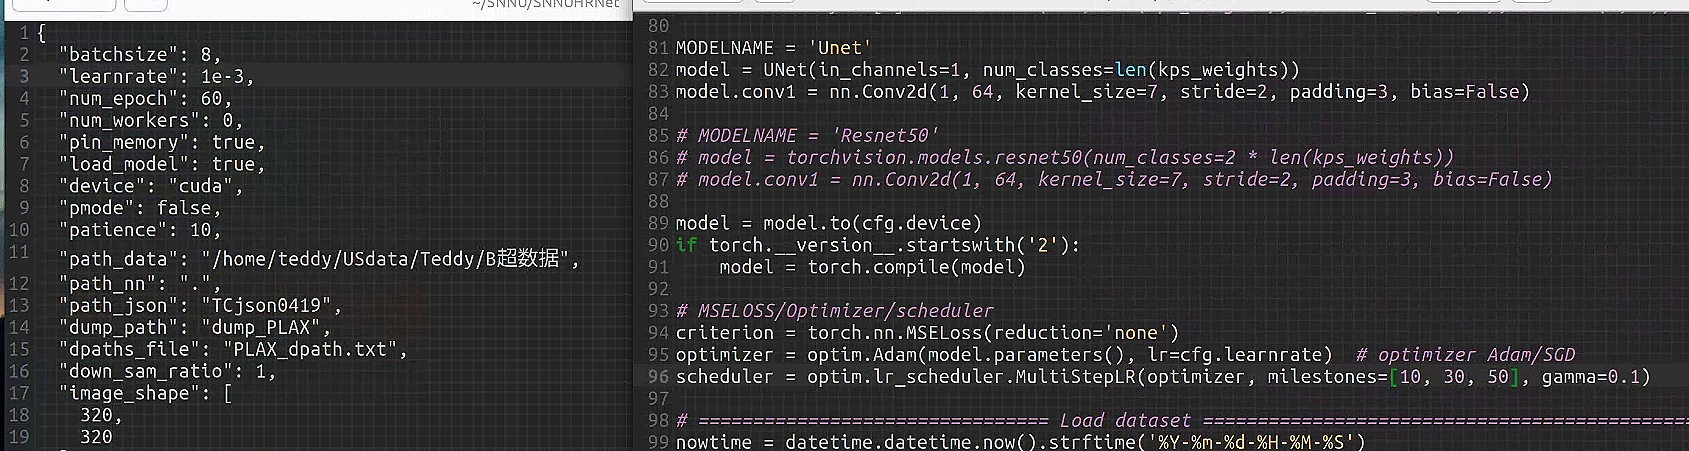 ~/SNNU/SNNUHRNet
1 {
2 "batchsize": 8,
3 "learnrate": 1e-3,
4 "num_epoch": 60,
5 "num_workers": 0,
6 "pin_memory": true,
7 "load_model": true,
8 "device": "cuda",
9 "pmode": false,
10 "patience": 10,
11 "path_data": "/home/teddy/USdata/Teddy/B超数据",
12 "path_nn": ".",
13 "path_json": "TCjson0419",
14 "dump_path": "dump_PLAX",
15 "dpaths_file": "PLAX_dpath.txt",
16 "down_sam_ratio": 1,
17 "image_shape": [
18 320,
19 320
80
81 MODELNAME = 'Unet'
82 model = UNet(in_channels=1, num_classes=len(kps_weights))
83 model.conv1 = nn.Conv2d(1, 64, kernel_size=7, stride=2, padding=3, bias=False)
84
85 # MODELNAME = 'Resnet50'
86 # model = torchvision.models.resnet50(num_classes=2 * len(kps_weights))
87 # model.conv1 = nn.Conv2d(1, 64, kernel_size=7, stride=2, padding=3, bias=False)
88
89 model = model.to(cfg.device)
90 if torch.__version__.startswith('2'):
91 model = torch.compile(model)
92
93 # MSELOSS/Optimizer/scheduler
94 criterion = torch.nn.MSELoss(reduction='none')
95 optimizer = optim.Adam(model.parameters(), lr=cfg.learnrate) # optimizer Adam/SGD
96 scheduler = optim.lr_scheduler.MultiStepLR(optimizer, milestones=[10, 30, 50], gamma=0.1)
97
98 # ================================ Load dataset ============================================
99 nowtime = datetime.datetime.now().strftime('%Y-%m-%d-%H-%M-%S')